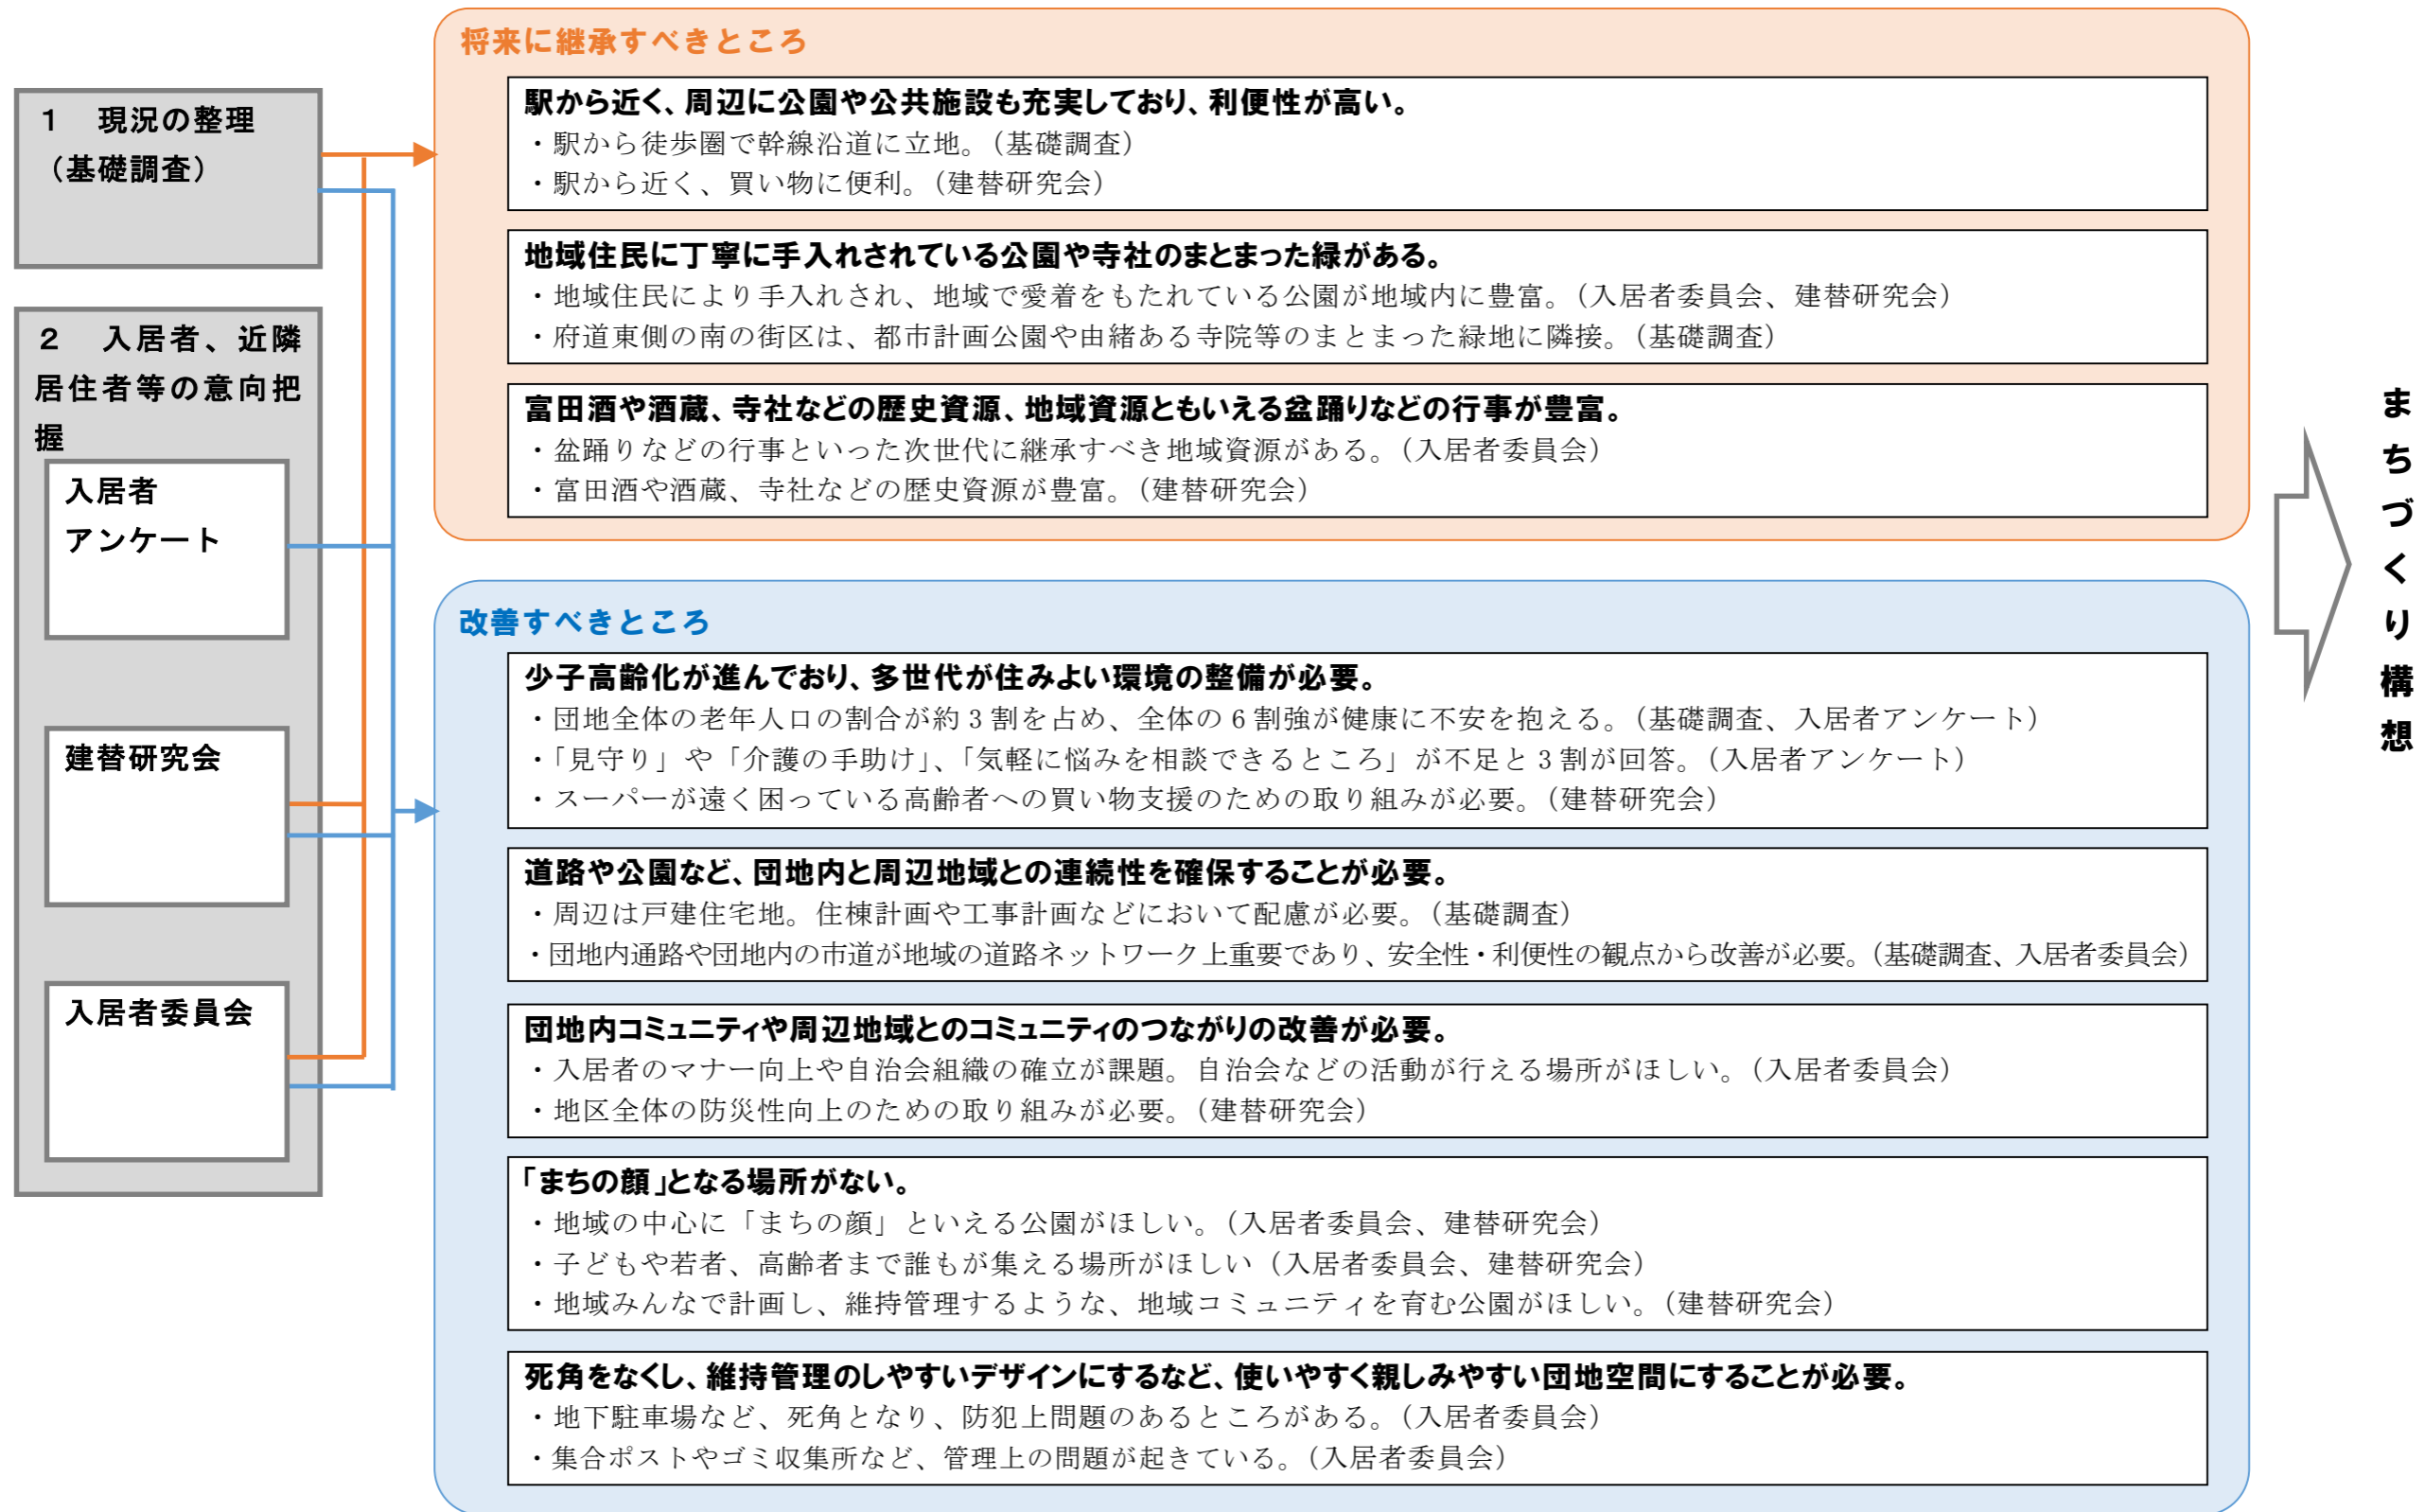 1 現況の整理
（基礎調査）
2 入居者、近隣
居住者等の意向把
握
入居者
アンケート
建替研究会
入居者委員会
将来に継承すべきところ
駅から近く、周辺に公園や公共施設も充実しており、利便性が高い。
・駅から徒歩圏で幹線沿道に立地。（基礎調査）
・駅から近く、買い物に便利。（建替研究会）
地域住民に丁寧に手入れされている公園や寺社のまとまった緑がある。
・地域住民により手入れされ、地域で愛着をもたれている公園が地域内に豊富。（入居者委員会、建替研究会）
・府道東側の南の街区は、都市計画公園や由緒ある寺院等のまとまった緑地に隣接。（基礎調査）
富田酒や酒蔵、寺社などの歴史資源、地域資源ともいえる盆踊りなどの行事が豊富。
・盆踊りなどの行事といった次世代に継承すべき地域資源がある。（入居者委員会）
・富田酒や酒蔵、寺社などの歴史資源が豊富。（建替研究会）
改善すべきところ
少子高齢化が進んでおり、多世代が住みよい環境の整備が必要。
・団地全体の老年人口の割合が約3割を占め、全体の6割強が健康に不安を抱える。（基礎調査、入居者アンケート）
・「見守り」や「介護の手助け」、「気軽に悩みを相談できるところ」が不足と3割が回答。（入居者アンケート）
・スーパーが遠く困っている高齢者への買い物支援のための取り組みが必要。（建替研究会）
道路や公園など、団地内と周辺地域との連続性を確保することが必要。
・周辺は戸建住宅地。住棟計画や工事計画などにおいて配慮が必要。（基礎調査）
・団地内通路や団地内の市道が地域の道路ネットワーク上重要であり、安全性・利便性の観点から改善が必要。（基礎調査、入居者委員会）
団地内コミュニティや周辺地域とのコミュニティのつながりの改善が必要。
・入居者のマナー向上や自治会組織の確立が課題。自治会などの活動が行える場所がほしい。（入居者委員会）
・地区全体の防災性向上のための取り組みが必要。（建替研究会）
「まちの顔」となる場所がない。
・地域の中心に「まちの顔」といえる公園がほしい。（入居者委員会、建替研究会）
・子どもや若者、高齢者まで誰もが集える場所がほしい（入居者委員会、建替研究会）
・地域みんなで計画し、維持管理するような、地域コミュニティを育む公園がほしい。（建替研究会）
死角をなくし、維持管理のしやすいデザインにするなど、使いやすく親しみやすい団地空間にすることが必要。
・地下駐車場など、死角となり、防犯上問題のあるところがある。（入居者委員会）
・集合ポストやゴミ収集所など、管理上の問題が起きている。（入居者委員会）
まちづくり構想